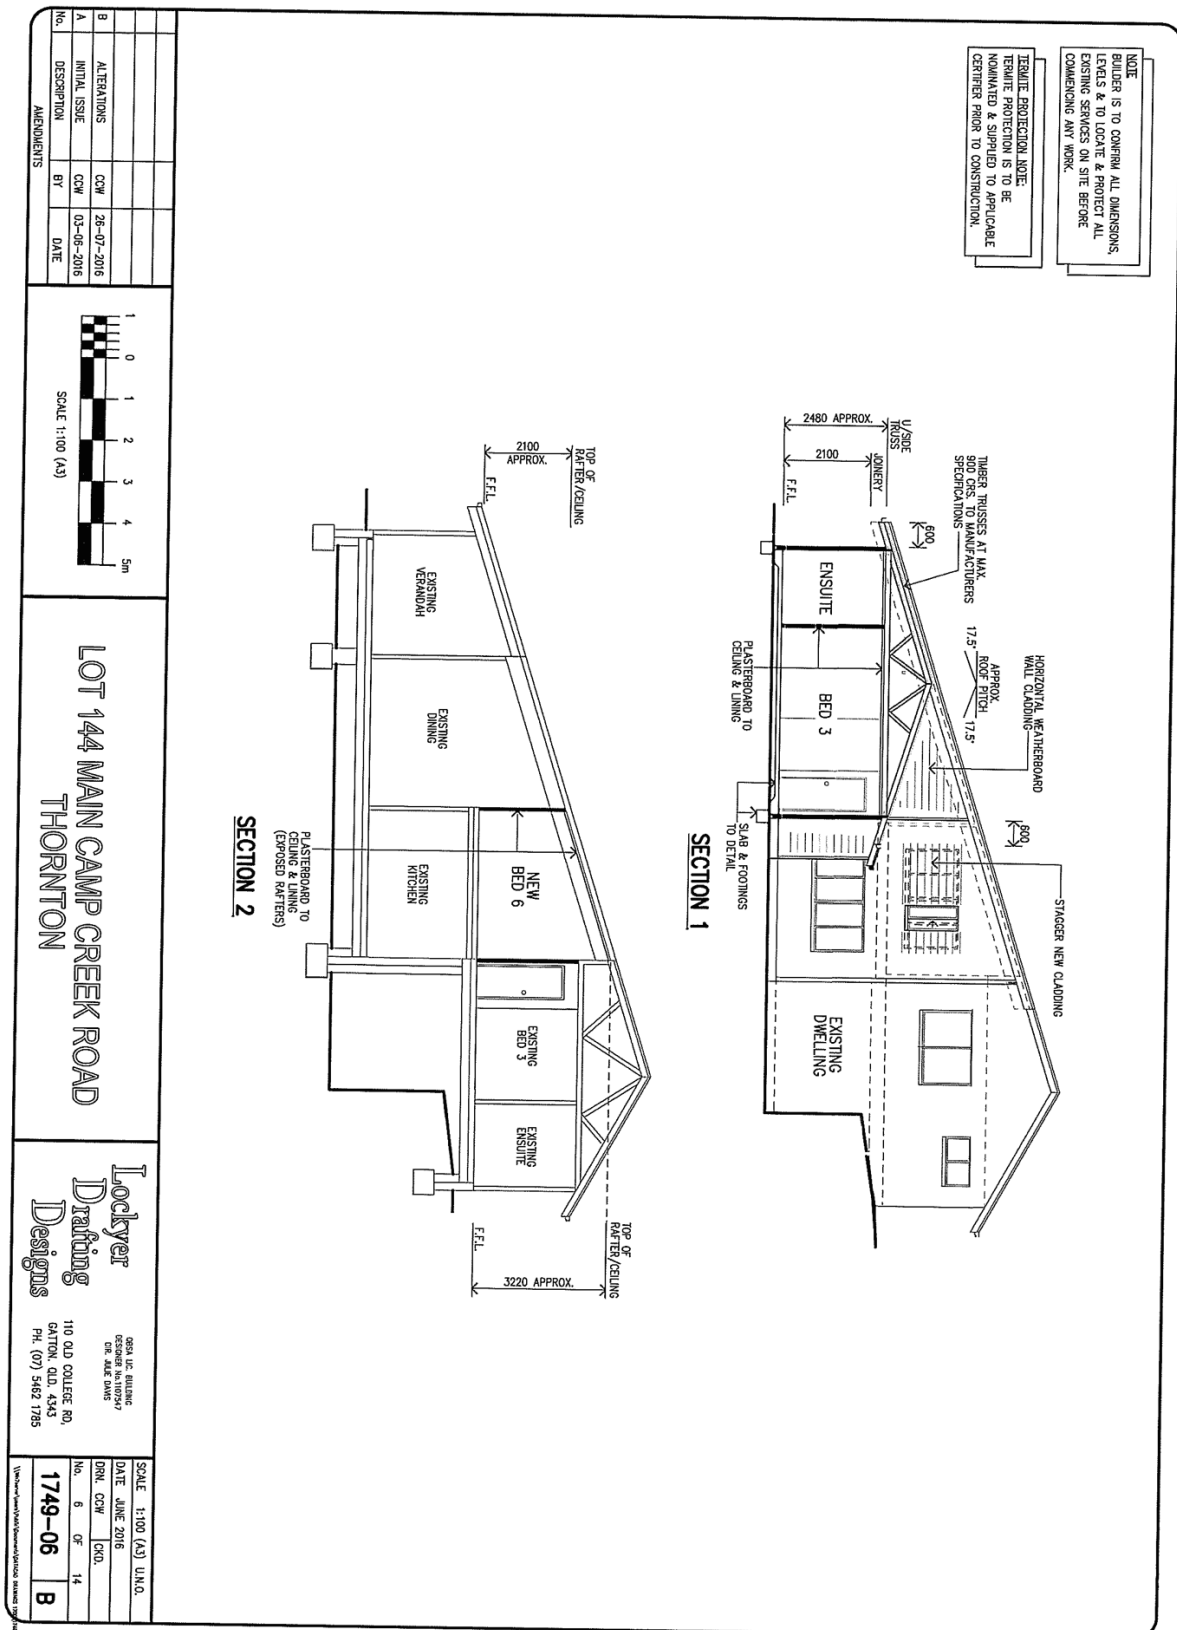 NOTE
BUILDER IS TO CONFIRM ALL DIMENSIONS,
LEVELS & TO LOCATE & PROTECT ALL
EXISTING SERVICES ON SITE BEFORE
COMMENCING ANY WORK.
TERMITE PROTECTION NOTE:
TERMITE PROTECTION IS TO BE
NOMINATED & SUPPLIED TO APPLICABLE
CERTIFIER PRIOR TO CONSTRUCTION.
TIMBER TRUSSES AT MAX.
900 CRS. TO MANUFACTURERS
SPECIFICATIONS
17.5°
APPROX.
ROOF PITCH
17.5°
HORIZONTAL WEATHERBOARD
WALL CLADDING
STAGGER NEW CLADDING
600
600
U/SIDE
TRUSS
JOINERY
2480 APPROX.
2100
F.F.L.
ENSUITE
BED 3
EXISTING
DWELLING
PLASTERBOARD TO
CEILING & LINING
SLAB & FOOTINGS
TO DETAIL
SECTION 1
TOP OF
RAFTER/CEILING
2100
APPROX.
F.F.L.
EXISTING
VERANDAH
EXISTING
DINING
NEW
BED 6
EXISTING
KITCHEN
EXISTING
BED 3
EXISTING
ENSUITE
TOP OF
RAFTER/CEILING
3220 APPROX.
F.F.L.
PLASTERBOARD TO
CEILING & LINING
(EXPOSED RAFTERS)
SECTION 2
B ALTERATIONS CCW 26-07-2016
A INITIAL ISSUE CCW 03-06-2016
No. DESCRIPTION BY DATE
AMENDMENTS
1 0 1 2 3 4 5m
SCALE 1:100 (A3)
LOT 144 MAIN CAMP CREEK ROAD
THORNTON
Lockyer
Drafting
Designs
QBSA LIC. BUILDING
DESIGNER No.1107547
DIR. JULIE DAVIS
110 OLD COLLEGE RD,
GATTON. QLD. 4343
PH. (07) 5462 1785
SCALE 1:100 (A3) U.N.O.
DATE JUNE 2016
DRN. CCW CKD.
No. 6 OF 14
1749-06 B